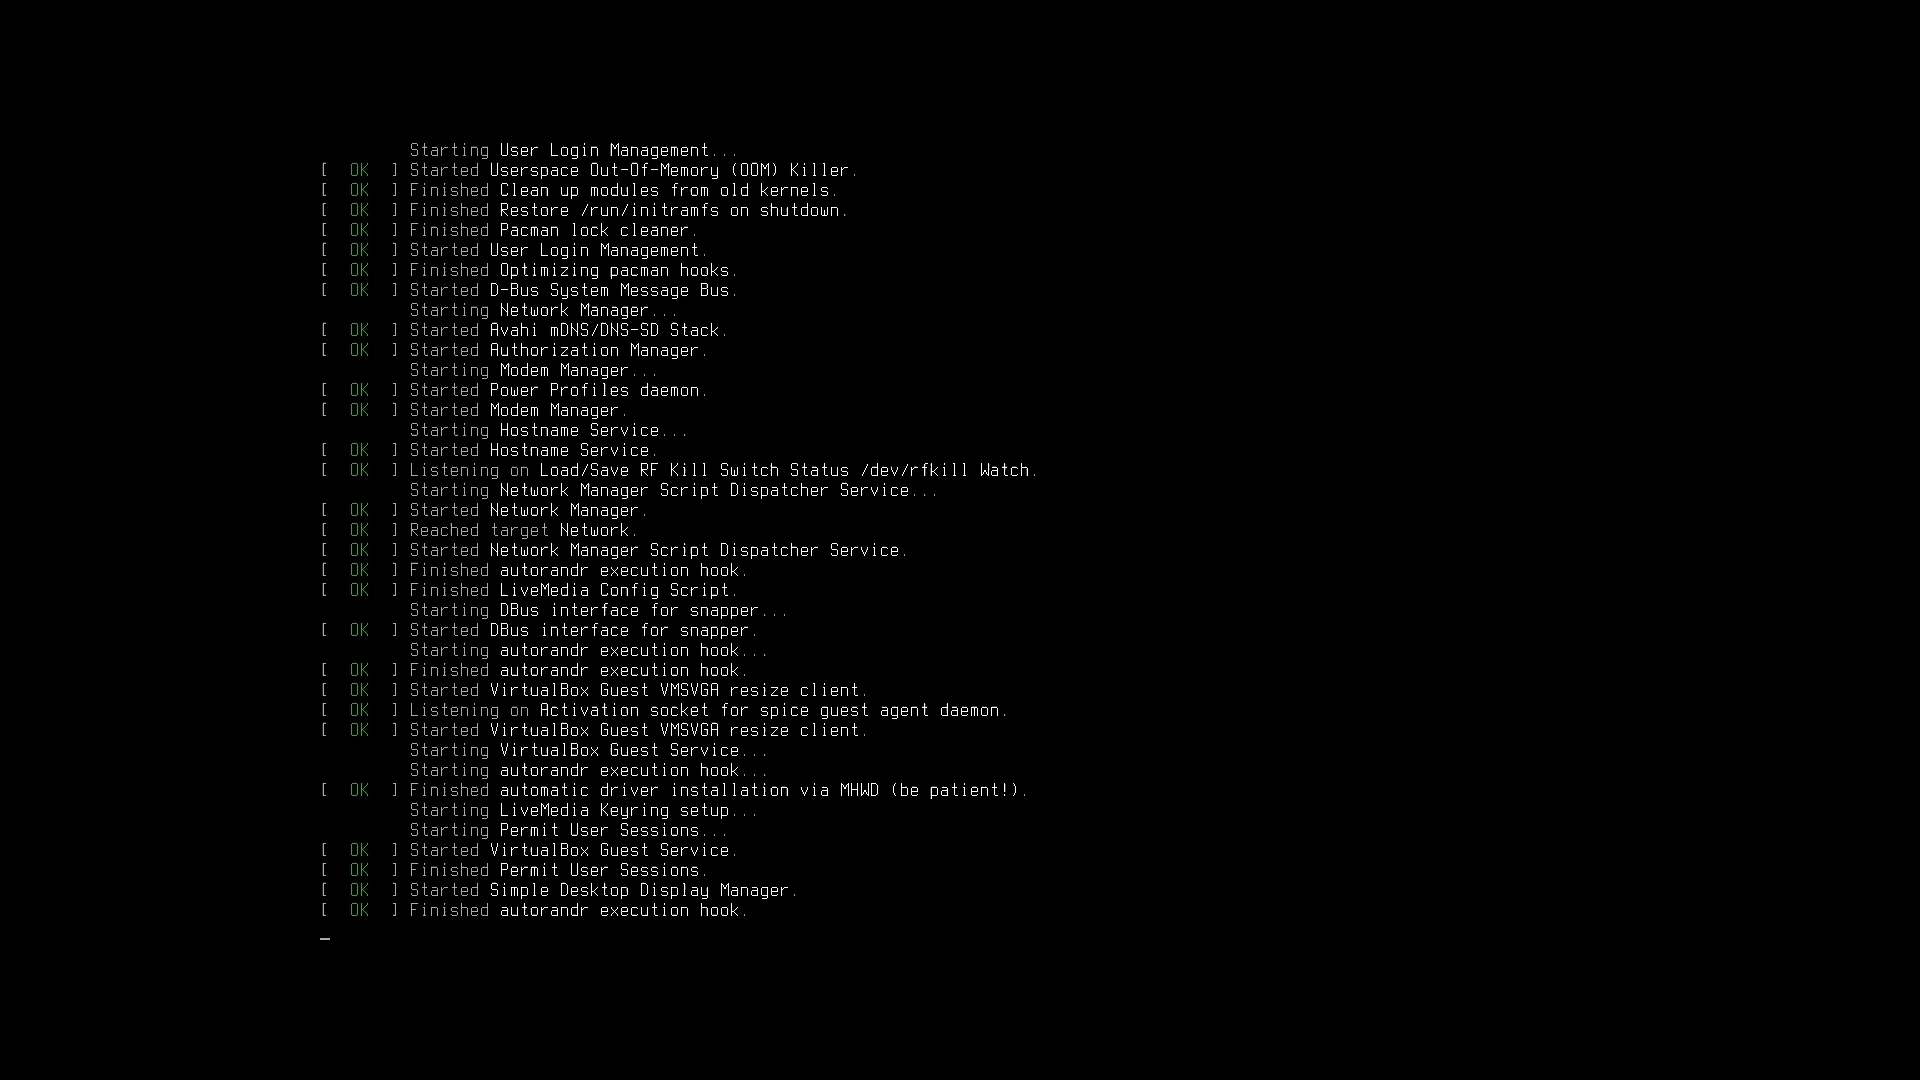 Starting User Login Management...
[  OK  ] Started Userspace Out-Of-Memory (OOM) Killer.
[  OK  ] Finished Clean up modules from old kernels.
[  OK  ] Finished Restore /run/initramfs on shutdown.
[  OK  ] Finished Pacman lock cleaner.
[  OK  ] Started User Login Management.
[  OK  ] Finished Optimizing pacman hooks.
[  OK  ] Started D-Bus System Message Bus.
Starting Network Manager...
[  OK  ] Started Avahi mDNS/DNS-SD Stack.
[  OK  ] Started Authorization Manager.
Starting Modem Manager...
[  OK  ] Started Power Profiles daemon.
[  OK  ] Started Modem Manager.
Starting Hostname Service...
[  OK  ] Started Hostname Service.
[  OK  ] Listening on Load/Save RF Kill Switch Status /dev/rfkill Watch.
Starting Network Manager Script Dispatcher Service...
[  OK  ] Started Network Manager.
[  OK  ] Reached target Network.
[  OK  ] Started Network Manager Script Dispatcher Service.
[  OK  ] Finished autorandr execution hook.
[  OK  ] Finished LiveMedia Config Script.
Starting DBus interface for snapper...
[  OK  ] Started DBus interface for snapper.
Starting autorandr execution hook...
[  OK  ] Finished autorandr execution hook.
[  OK  ] Started VirtualBox Guest VMSVGA resize client.
[  OK  ] Listening on Activation socket for spice guest agent daemon.
[  OK  ] Started VirtualBox Guest VMSVGA resize client.
Starting VirtualBox Guest Service...
Starting autorandr execution hook...
[  OK  ] Finished automatic driver installation via MHWD (be patient!).
Starting LiveMedia Keyring setup...
Starting Permit User Sessions...
[  OK  ] Started VirtualBox Guest Service.
[  OK  ] Finished Permit User Sessions.
[  OK  ] Started Simple Desktop Display Manager.
[  OK  ] Finished autorandr execution hook.
_